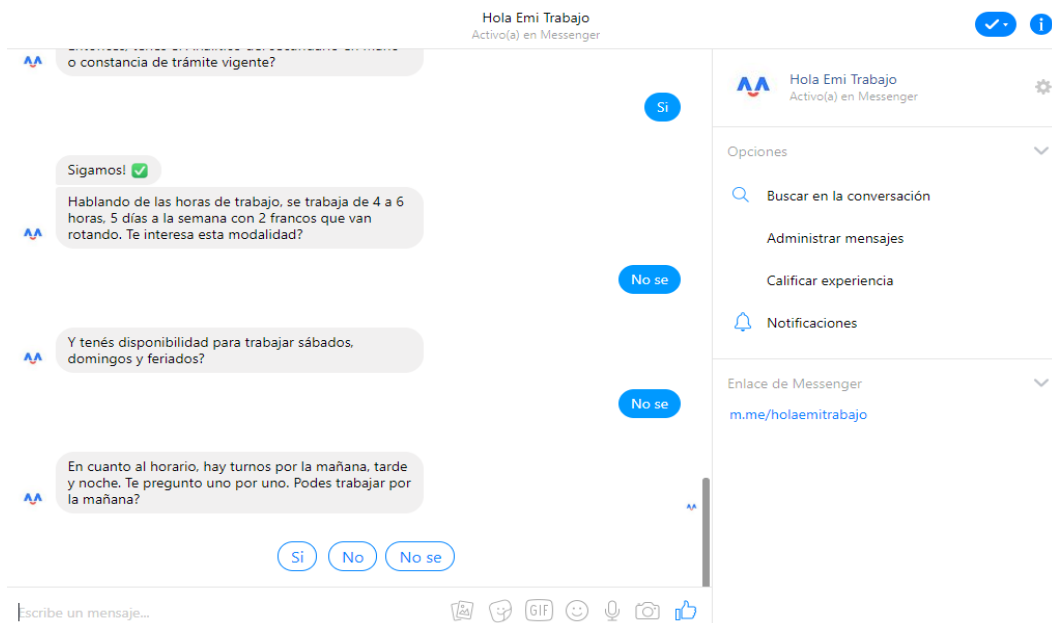 Hola Emi Trabajo
Activo(a) en Messenger
o constancia de trámite vigente?
Si
Sigamos! ✅
Hablando de las horas de trabajo, se trabaja de 4 a 6
horas, 5 días a la semana con 2 francos que van
rotando. Te interesa esta modalidad?
No se
Y tenés disponibilidad para trabajar sábados,
domingos y feriados?
No se
En cuanto al horario, hay turnos por la mañana, tarde
y noche. Te pregunto uno por uno. Podes trabajar por
la mañana?
Si
No
No se
Escribe un mensaje...
GIF
Hola Emi Trabajo
Activo(a) en Messenger
Opciones
Buscar en la conversación
Administrar mensajes
Calificar experiencia
Notificaciones
Enlace de Messenger
m.me/holaemitrabajo